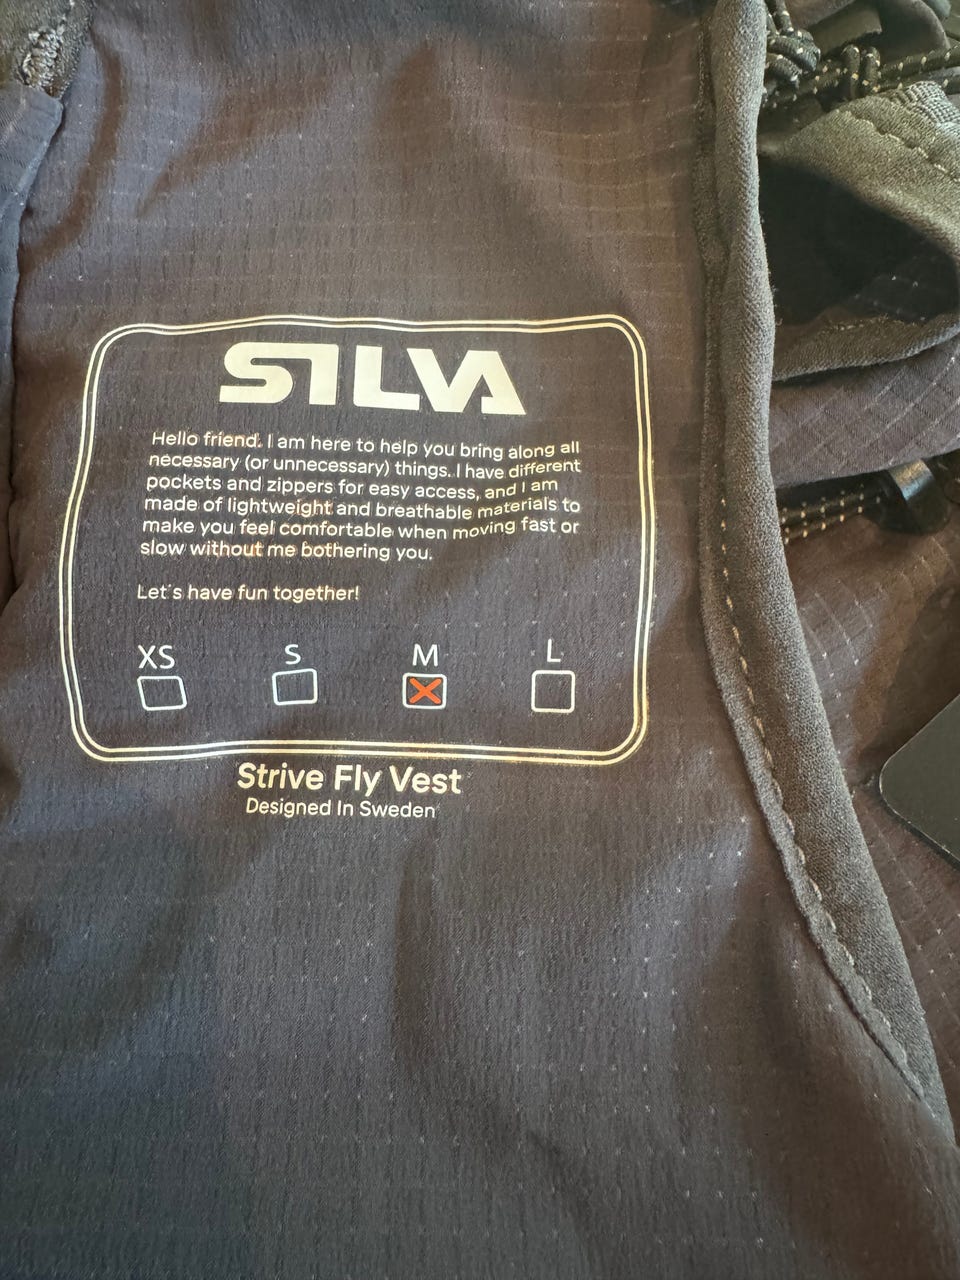 SILVA
Hello friend. I am here to help you bring along all
necessary (or unnecessary) things. I have different
pockets and zippers for easy access, and I am
made of lightweight and breathable materials to
make you feel comfortable when moving fast or
slow without me bothering you.
Let's have fun together!
XS S M L
Strive Fly Vest
Designed In Sweden